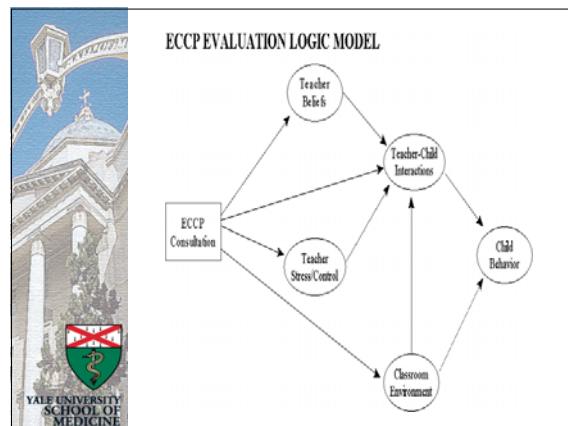 ECCP EVALUATION LOGIC MODEL
Teacher
Beliefs
Teacher-Child
Interactions
ECCP
Consultation
Teacher
Stress/Control
Child
Behavior
Classroom
Environment
YALE UNIVERSITY
SCHOOL OF
MEDICINE